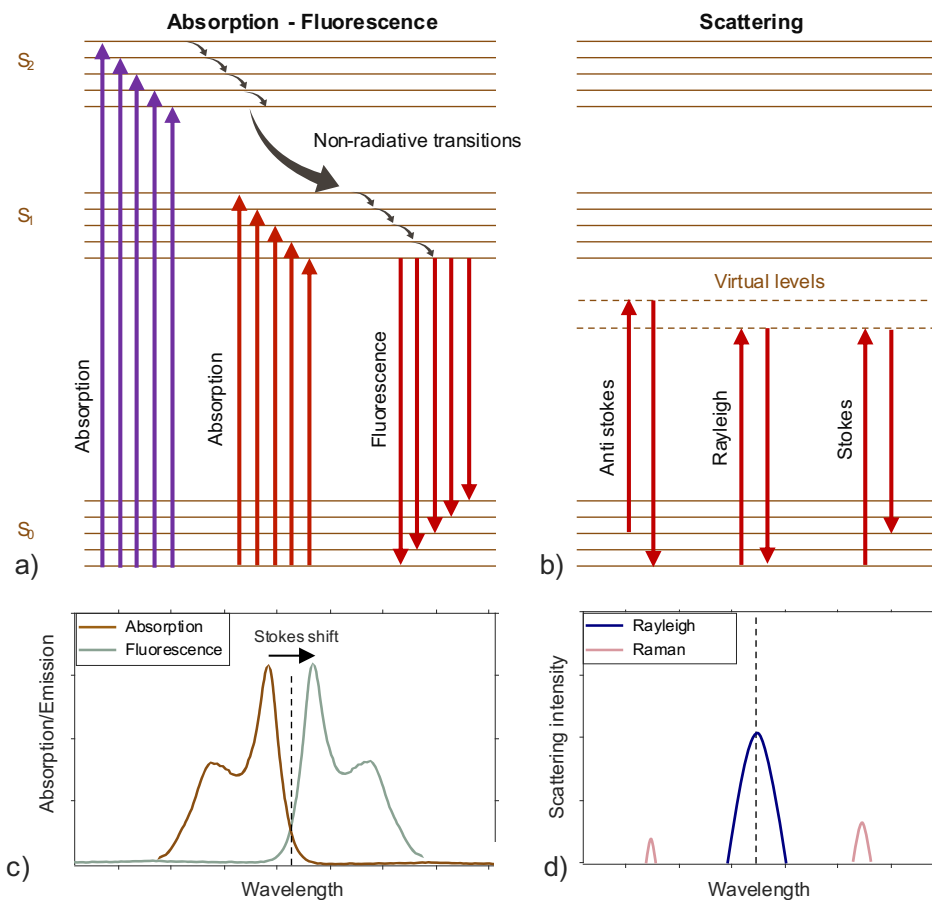 Absorption - Fluorescence
S2
Non-radiative transitions
S1
Absorption
Absorption
Fluorescence
S0
a)
Scattering
Virtual levels
Anti stokes
Rayleigh
Stokes
b)
Absorption
Fluorescence
Stokes shift
Absorption/Emission
c)
Wavelength
Rayleigh
Raman
Scattering intensity
d)
Wavelength